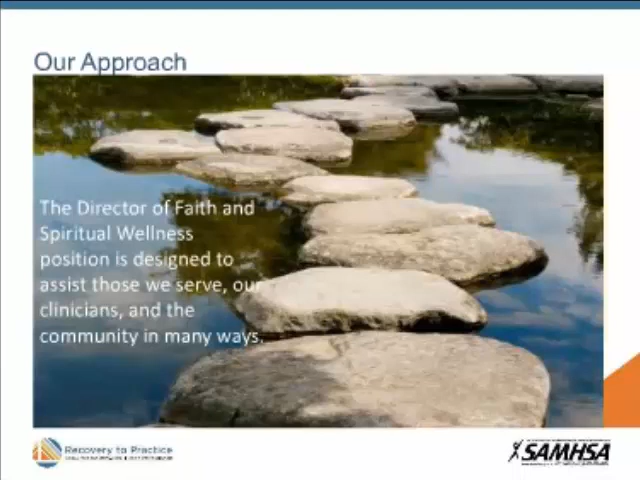 Our Approach
The Director of Faith and
Spiritual Wellness
position is designed to
assist those we serve, our
clinicians, and the
community in many ways.
Recovery to Practice
SAMHSA